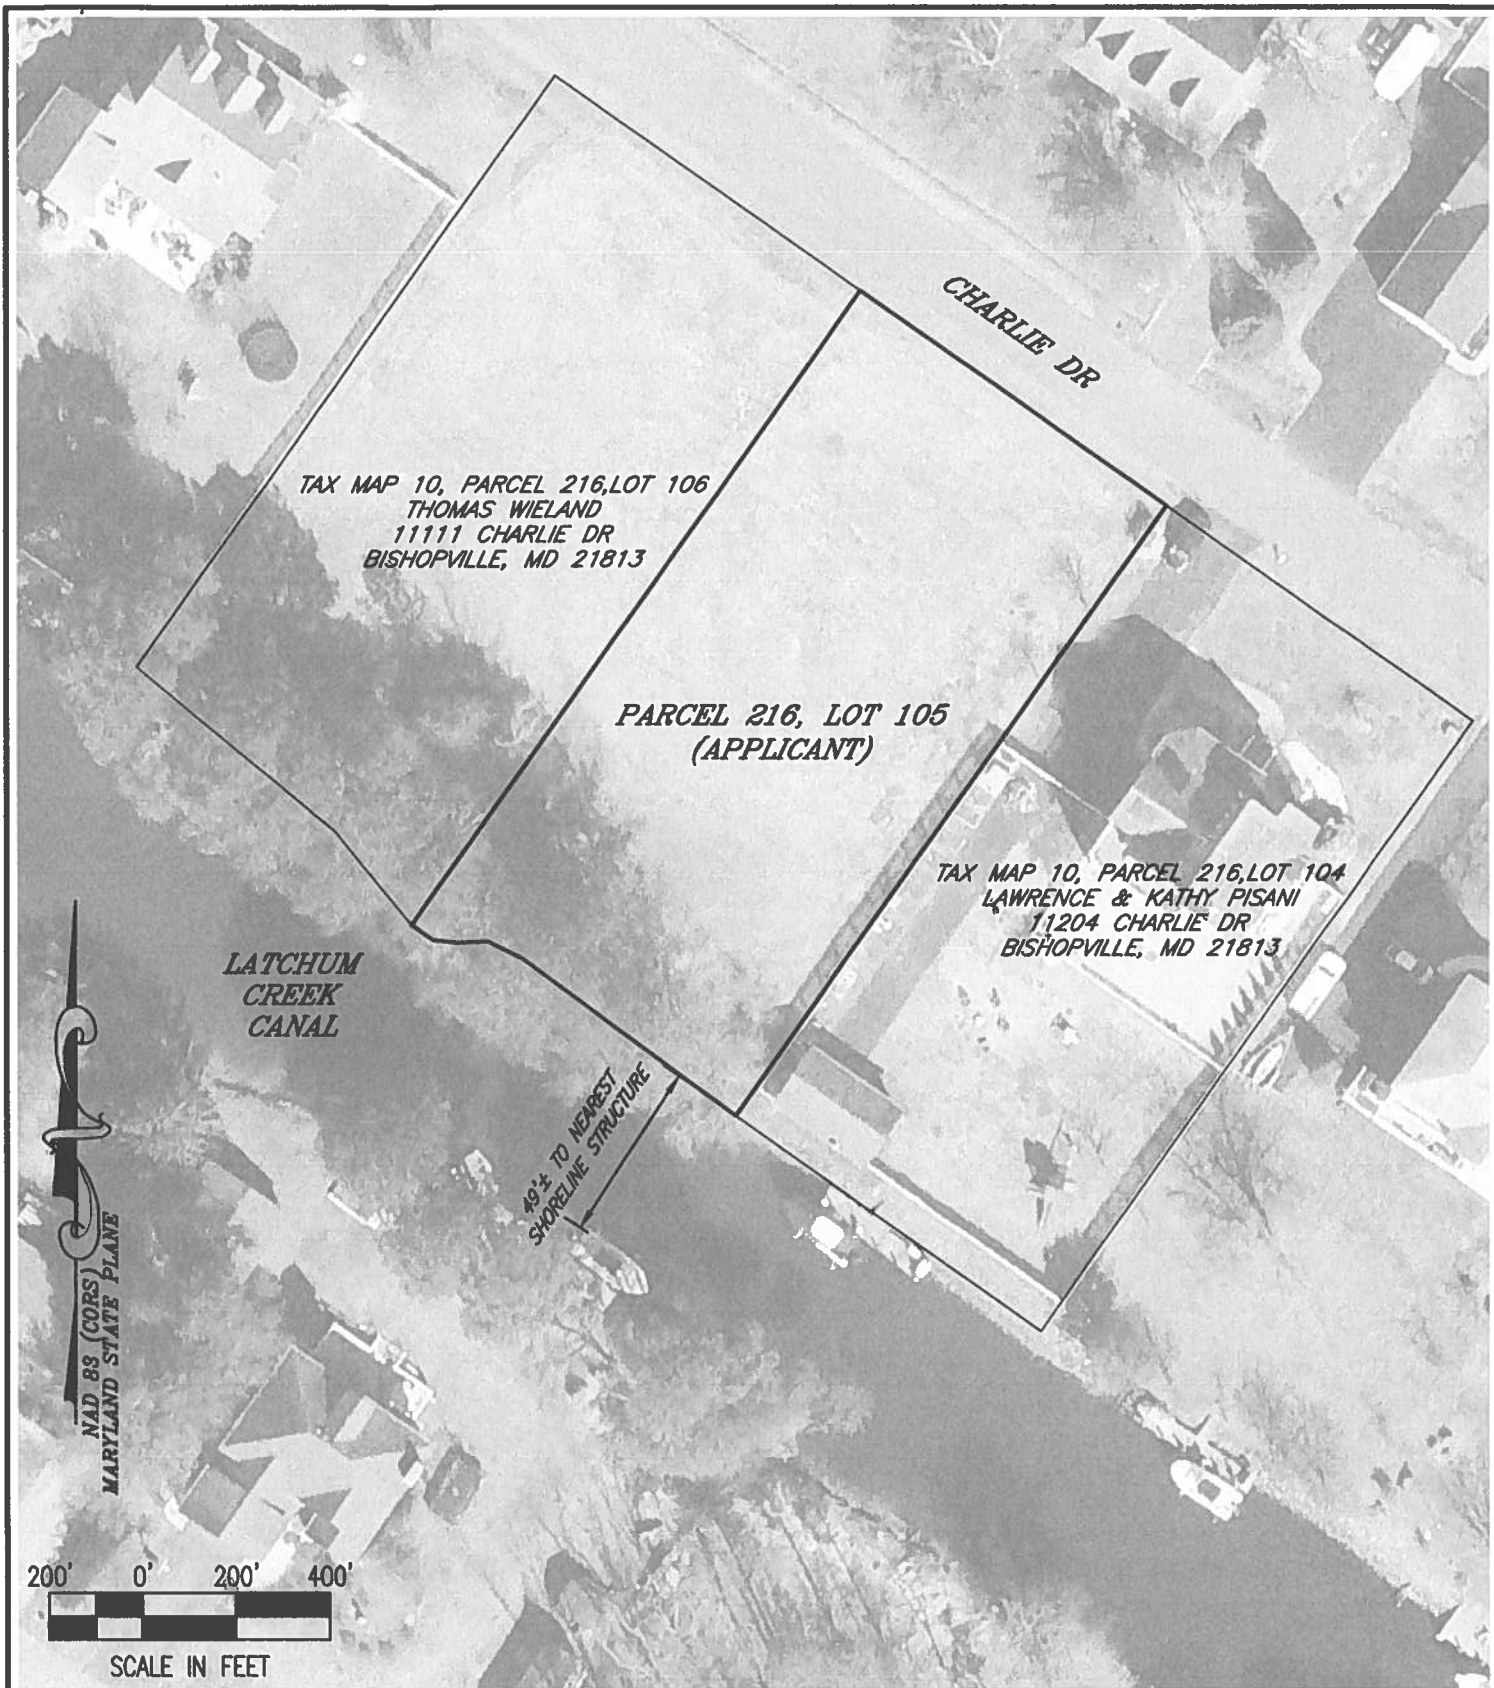 CHARLIE DR
TAX MAP 10, PARCEL 216,LOT 106
THOMAS WIELAND
11111 CHARLIE DR
BISHOPVILLE, MD 21813
PARCEL 216, LOT 105
(APPLICANT)
TAX MAP 10, PARCEL 216,LOT 104
LAWRENCE & KATHY PISANI
11204 CHARLIE DR
BISHOPVILLE, MD 21813
LATCHUM
CREEK
CANAL
49'± TO NEAREST
SHORELINE STRUCTURE
NAD 83 (CORS)
MARYLAND STATE PLANE
200' 0' 200' 400'
SCALE IN FEET